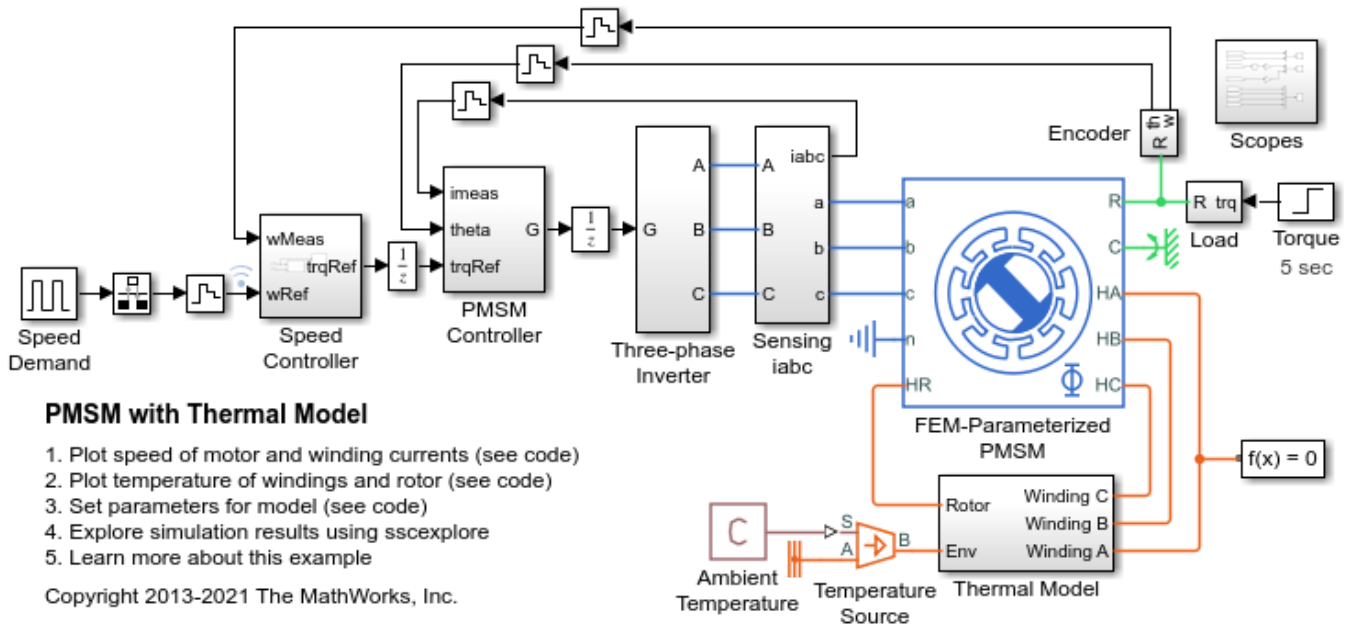 Encoder
R th
w
Scopes
iabc
A
A
a
a
R
R trq
Load
Torque
5 sec
imeas
theta
G
trqRef
PMSM
Controller
1
z
G
B
B
b
b
C
C
C
c
c
HA
n
HB
HR
HC
Φ
Three-phase
Inverter
Sensing
iabc
FEM-Parameterized
PMSM
wMeas
trqRef
wRef
1
z
Speed
Demand
Speed
Controller
PMSM with Thermal Model
1. Plot speed of motor and winding currents (see code)
2. Plot temperature of windings and rotor (see code)
3. Set parameters for model (see code)
4. Explore simulation results using sscexplore
5. Learn more about this example
Copyright 2013-2021 The MathWorks, Inc.
f(x) = 0
Rotor
Winding C
Winding B
Env
Winding A
Thermal Model
C
S
A
B
Ambient
Temperature
Temperature
Source